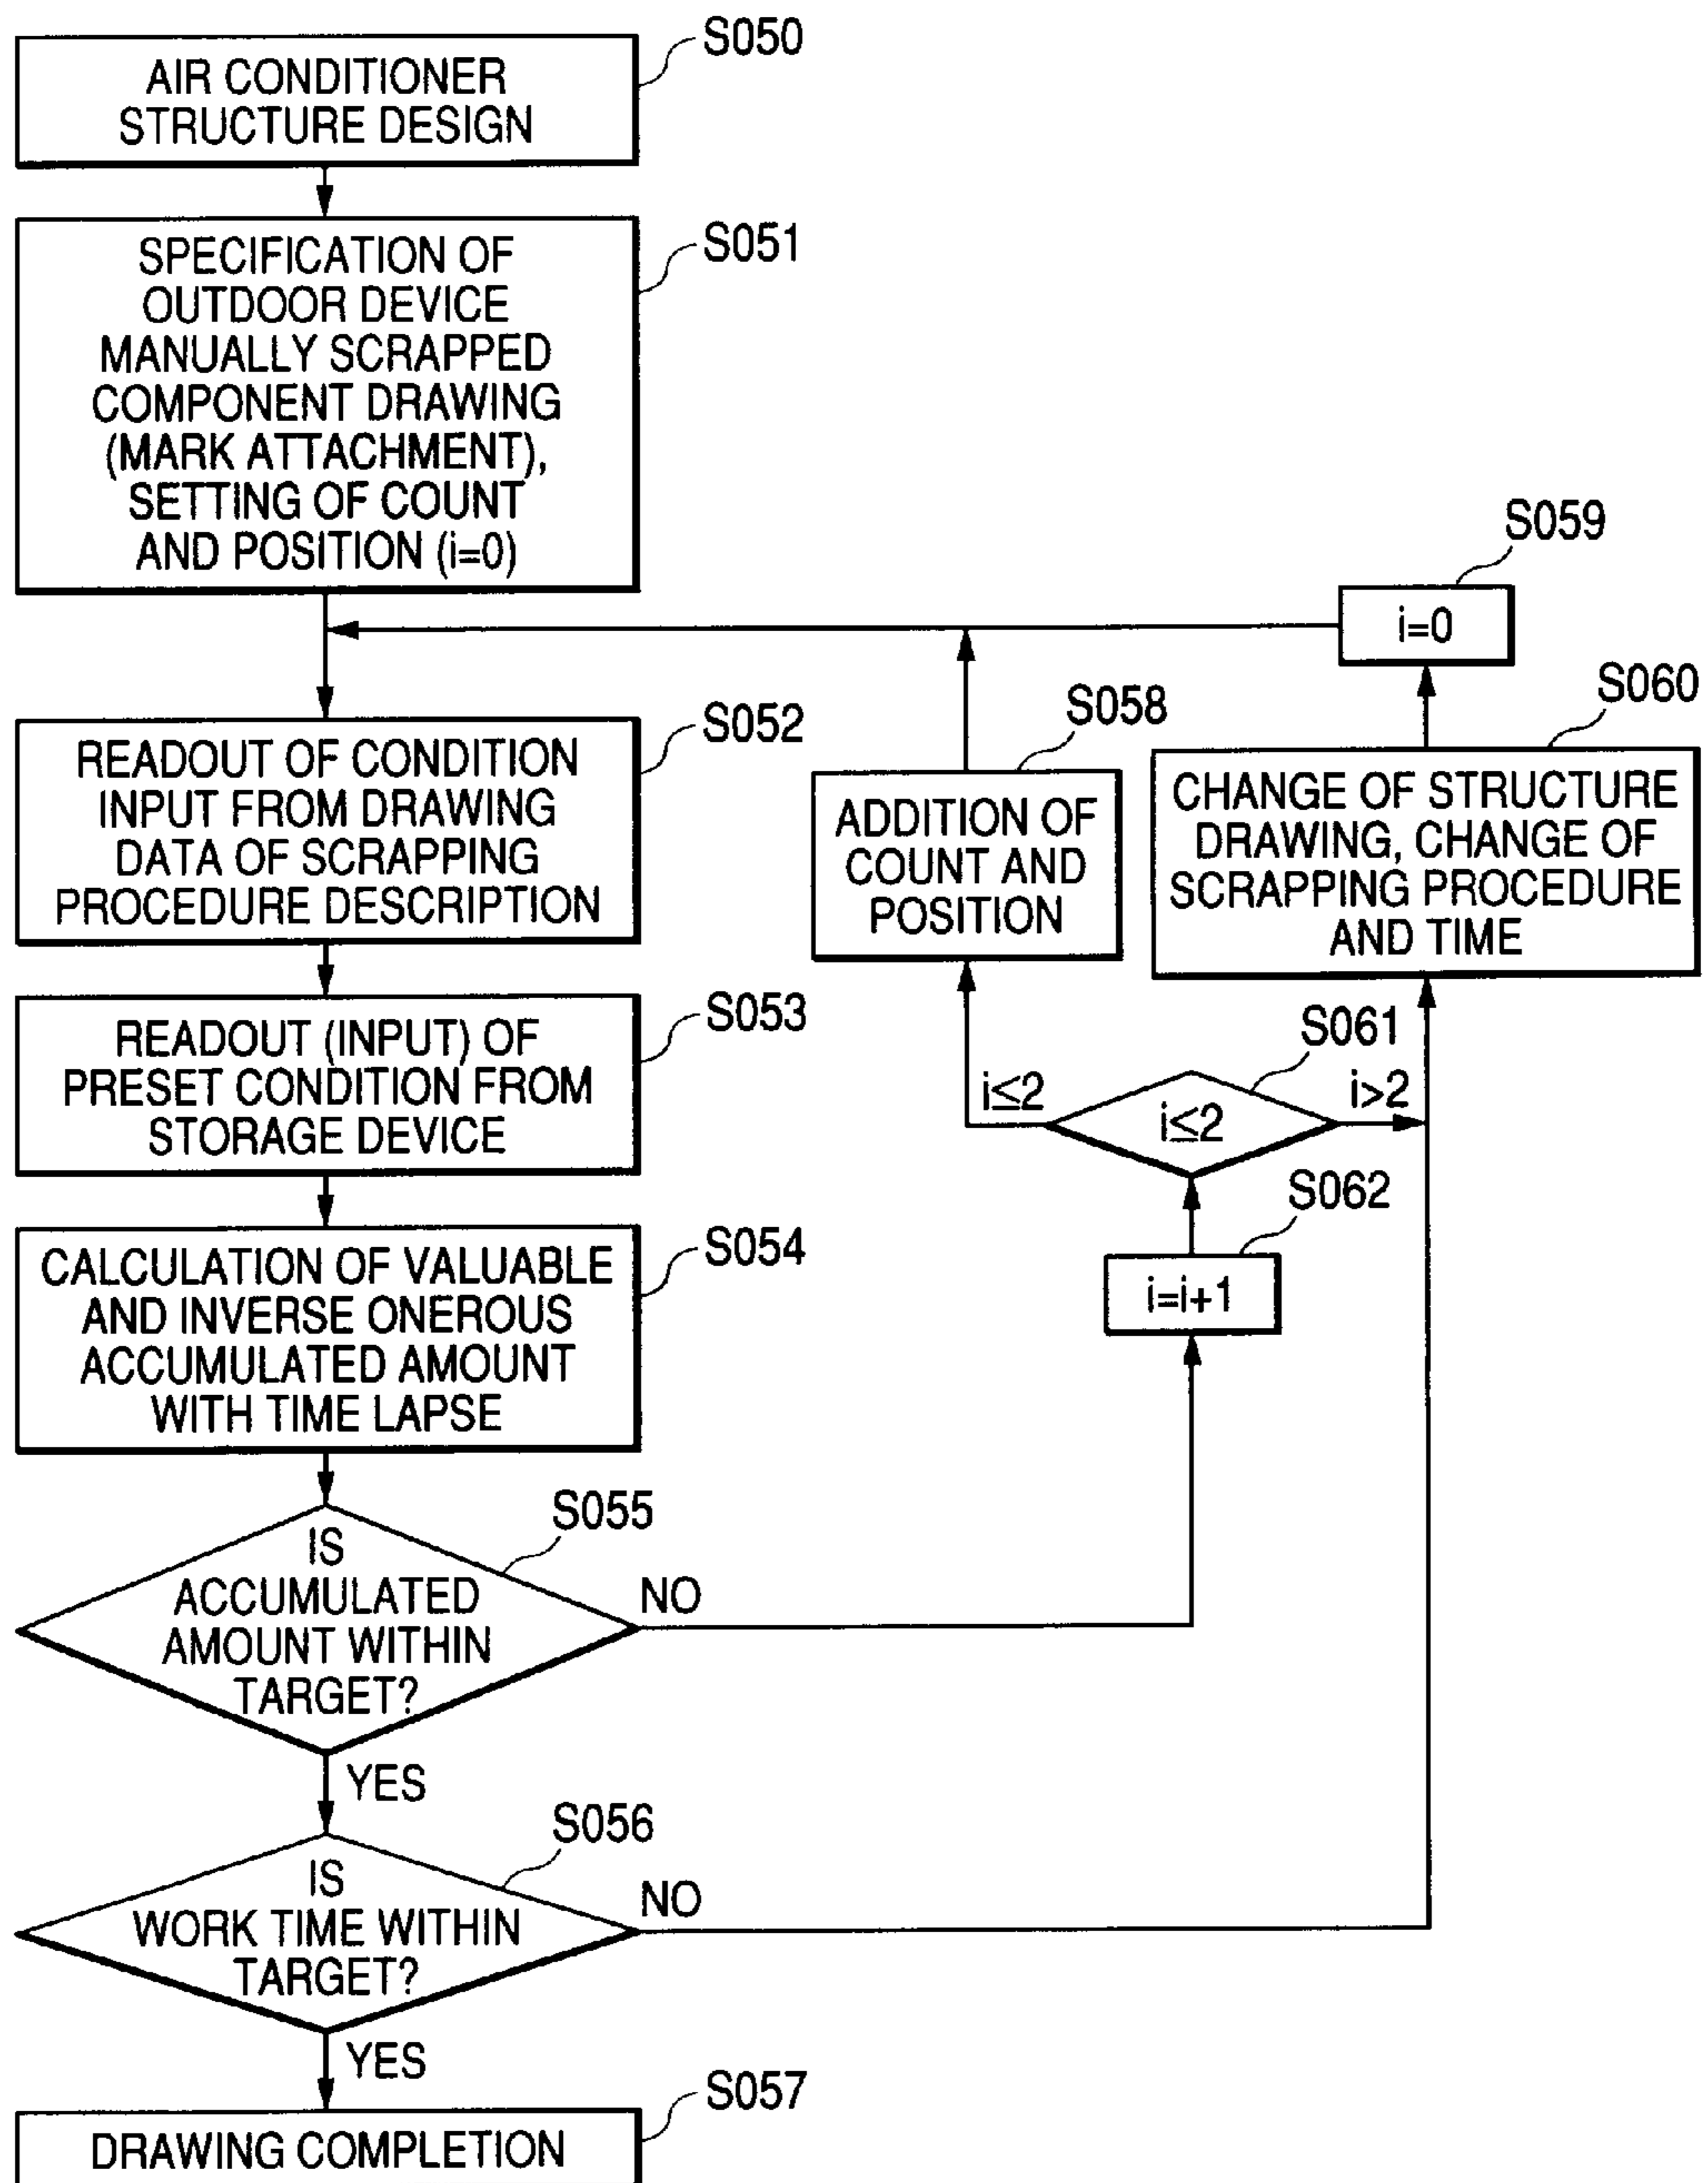 S050
AIR CONDITIONER
STRUCTURE DESIGN
S051
SPECIFICATION OF
OUTDOOR DEVICE
MANUALLY SCRAPPED
COMPONENT DRAWING
(MARK ATTACHMENT),
SETTING OF COUNT
AND POSITION (i=0)
S059
i=0
S052
READOUT OF CONDITION
INPUT FROM DRAWING
DATA OF SCRAPPING
PROCEDURE DESCRIPTION
S058
ADDITION OF
COUNT AND
POSITION
S060
CHANGE OF STRUCTURE
DRAWING, CHANGE OF
SCRAPPING PROCEDURE
AND TIME
S053
READOUT (INPUT) OF
PRESET CONDITION FROM
STORAGE DEVICE
S061
i≤2
i≤2
i>2
S062
i=i+1
S054
CALCULATION OF VALUABLE
AND INVERSE ONEROUS
ACCUMULATED AMOUNT
WITH TIME LAPSE
S055
IS
ACCUMULATED
AMOUNT WITHIN
TARGET?
NO
YES
S056
IS
WORK TIME WITHIN
TARGET?
NO
YES
S057
DRAWING COMPLETION